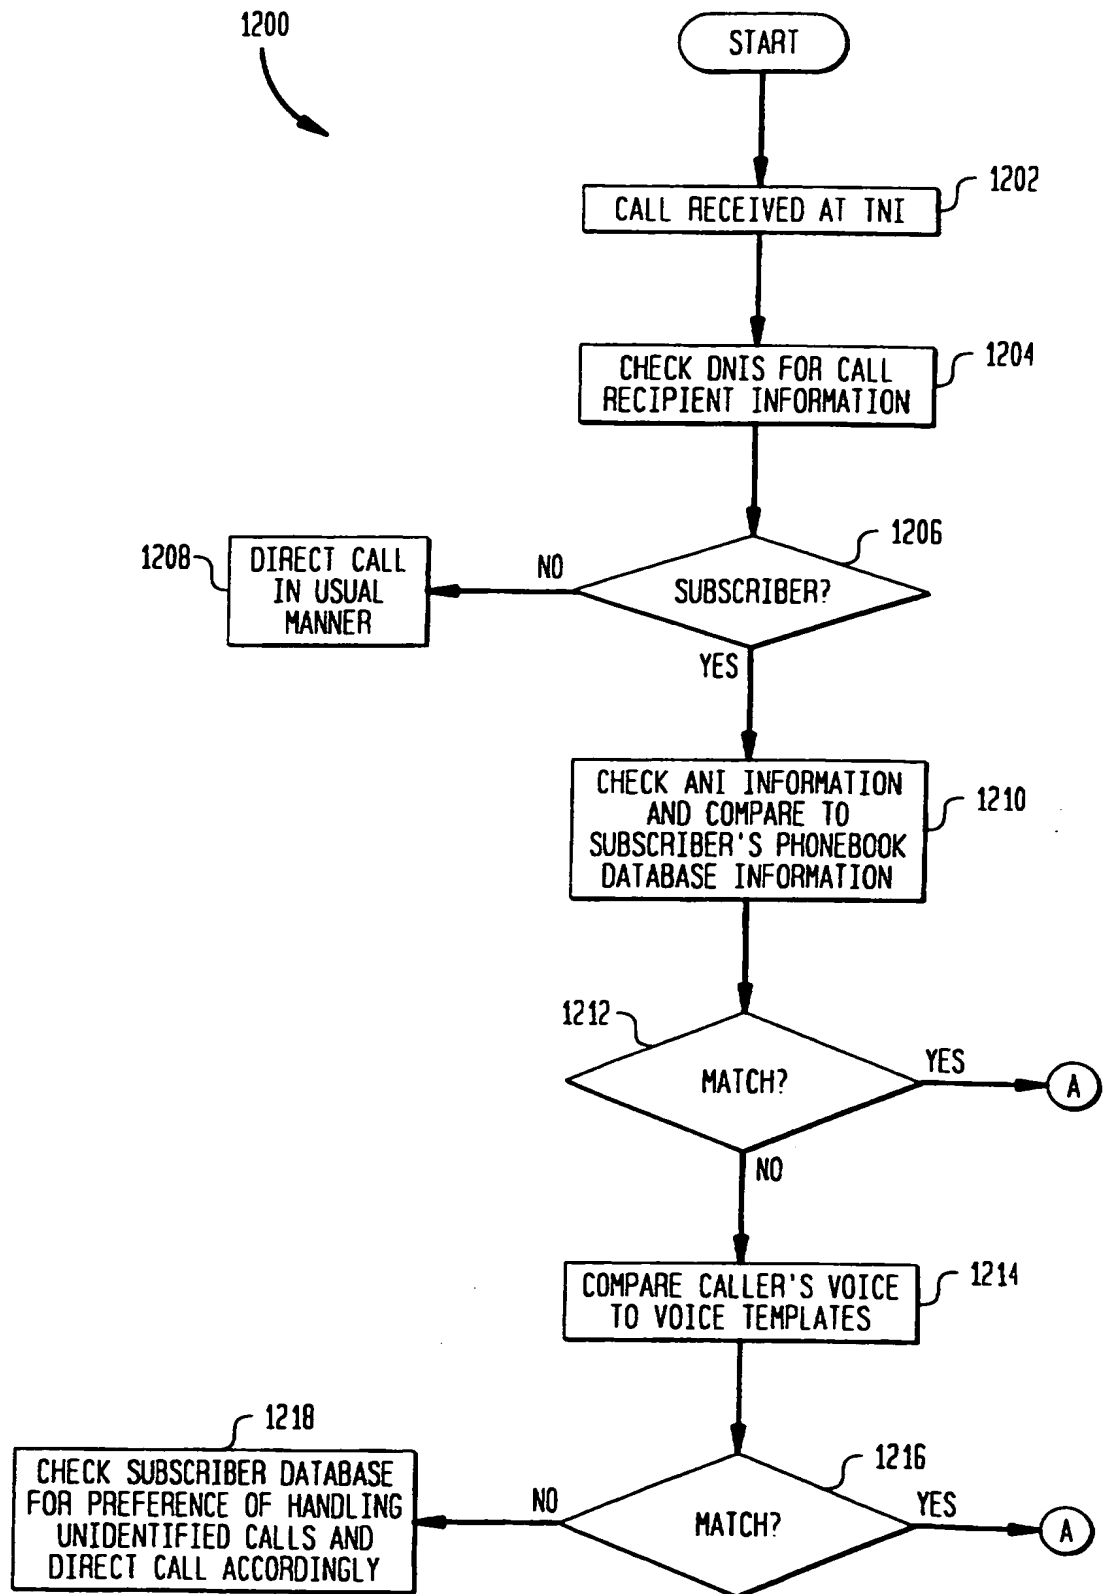 1200
START
CALL RECEIVED AT TNI
1202
CHECK DNIS FOR CALL
RECIPIENT INFORMATION
1204
SUBSCRIBER?
1206
NO
1208
DIRECT CALL
IN USUAL
MANNER
YES
CHECK ANI INFORMATION
AND COMPARE TO
SUBSCRIBER'S PHONEBOOK
DATABASE INFORMATION
1210
1212
MATCH?
YES
A
NO
COMPARE CALLER'S VOICE
TO VOICE TEMPLATES
1214
1216
MATCH?
YES
A
NO
1218
CHECK SUBSCRIBER DATABASE
FOR PREFERENCE OF HANDLING
UNIDENTIFIED CALLS AND
DIRECT CALL ACCORDINGLY